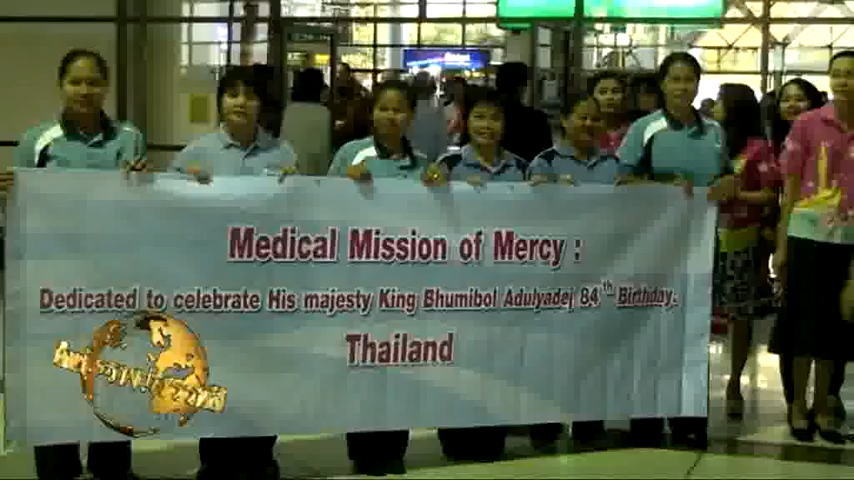 Medical Mission of Mercy :
Dedicated to celebrate His majesty King Bhumibol Adulyadej 84th Birthday.
Thailand